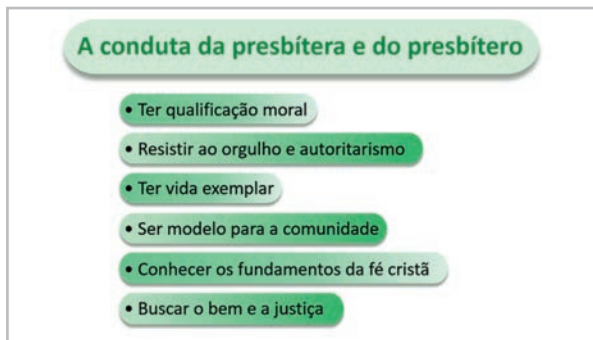 A conduta da presbítera e do presbítero
• Ter qualificação moral
• Resistir ao orgulho e autoritarismo
• Ter vida exemplar
• Ser modelo para a comunidade
• Conhecer os fundamentos da fé cristã
• Buscar o bem e a justiça